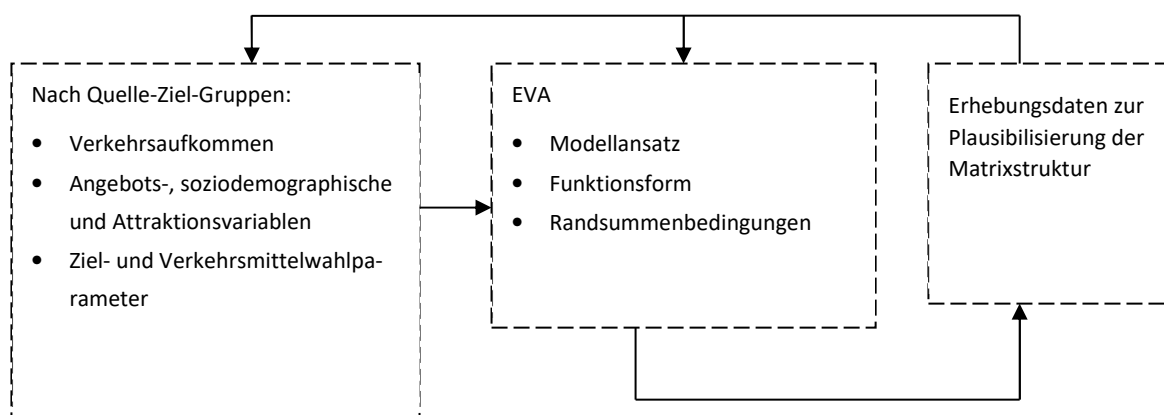 Nach Quelle-Ziel-Gruppen:
• Verkehrsaufkommen
• Angebots-, soziodemographische
und Attraktionsvariablen
• Ziel- und Verkehrsmittelwahlpa-
rameter
EVA
• Modellansatz
• Funktionsform
• Randsummenbedingungen
Erhebungsdaten zur
Plausibilisierung der
Matrixstruktur